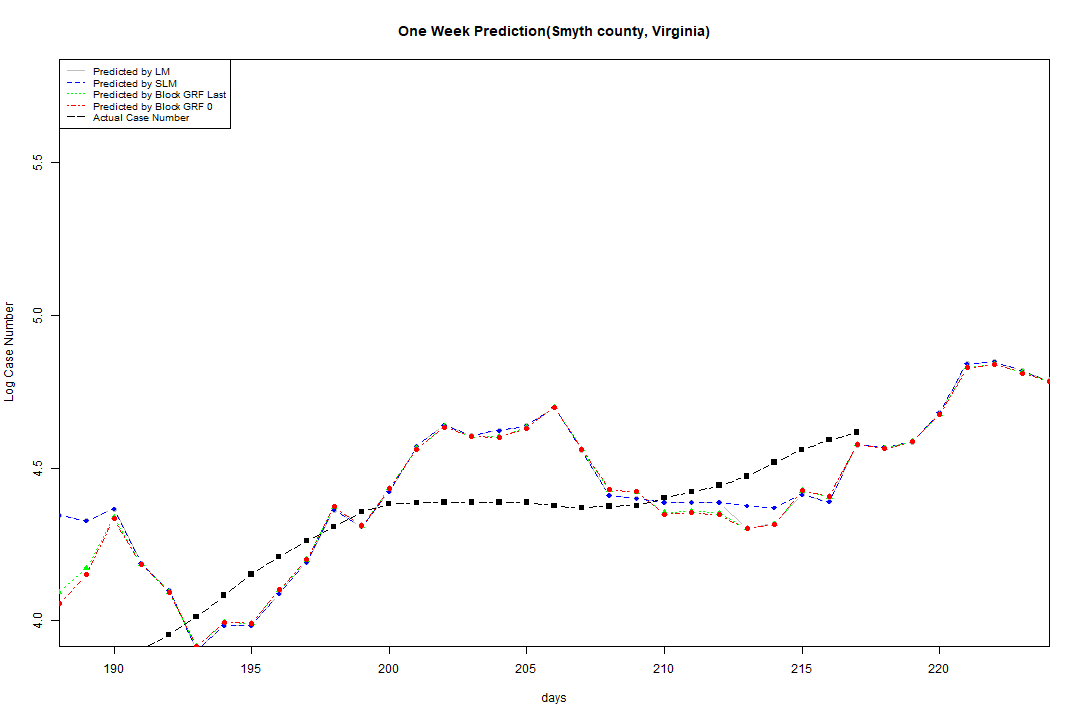 One Week Prediction(Smyth county, Virginia)
Predicted by LM
Predicted by SLM
Predicted by Block GRF Last
Predicted by Block GRF 0
Actual Case Number
5.5
5.0
4.5
4.0
Log Case Number
190 195 200 205 210 215 220
days